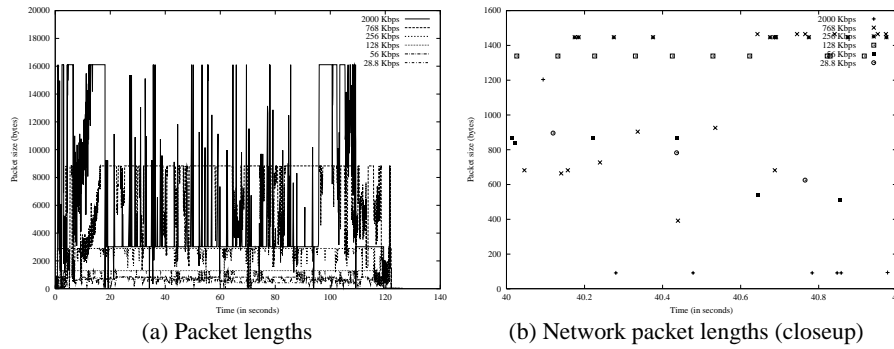 20000
18000
16000
14000
12000
10000
8000
6000
4000
2000
0
Packet size (bytes)
0 20 40 60 80 100 120 140
Time (in seconds)
2000 Kbps
768 Kbps
256 Kbps
128 Kbps
56 Kbps
28.8 Kbps
(a) Packet lengths
1600
1400
1200
1000
800
600
400
200
0
Packet size (bytes)
40 40.2 40.4 40.6 40.8
Time (in seconds)
2000 Kbps
768 Kbps
256 Kbps
128 Kbps
56 Kbps
28.8 Kbps
(b) Network packet lengths (closeup)